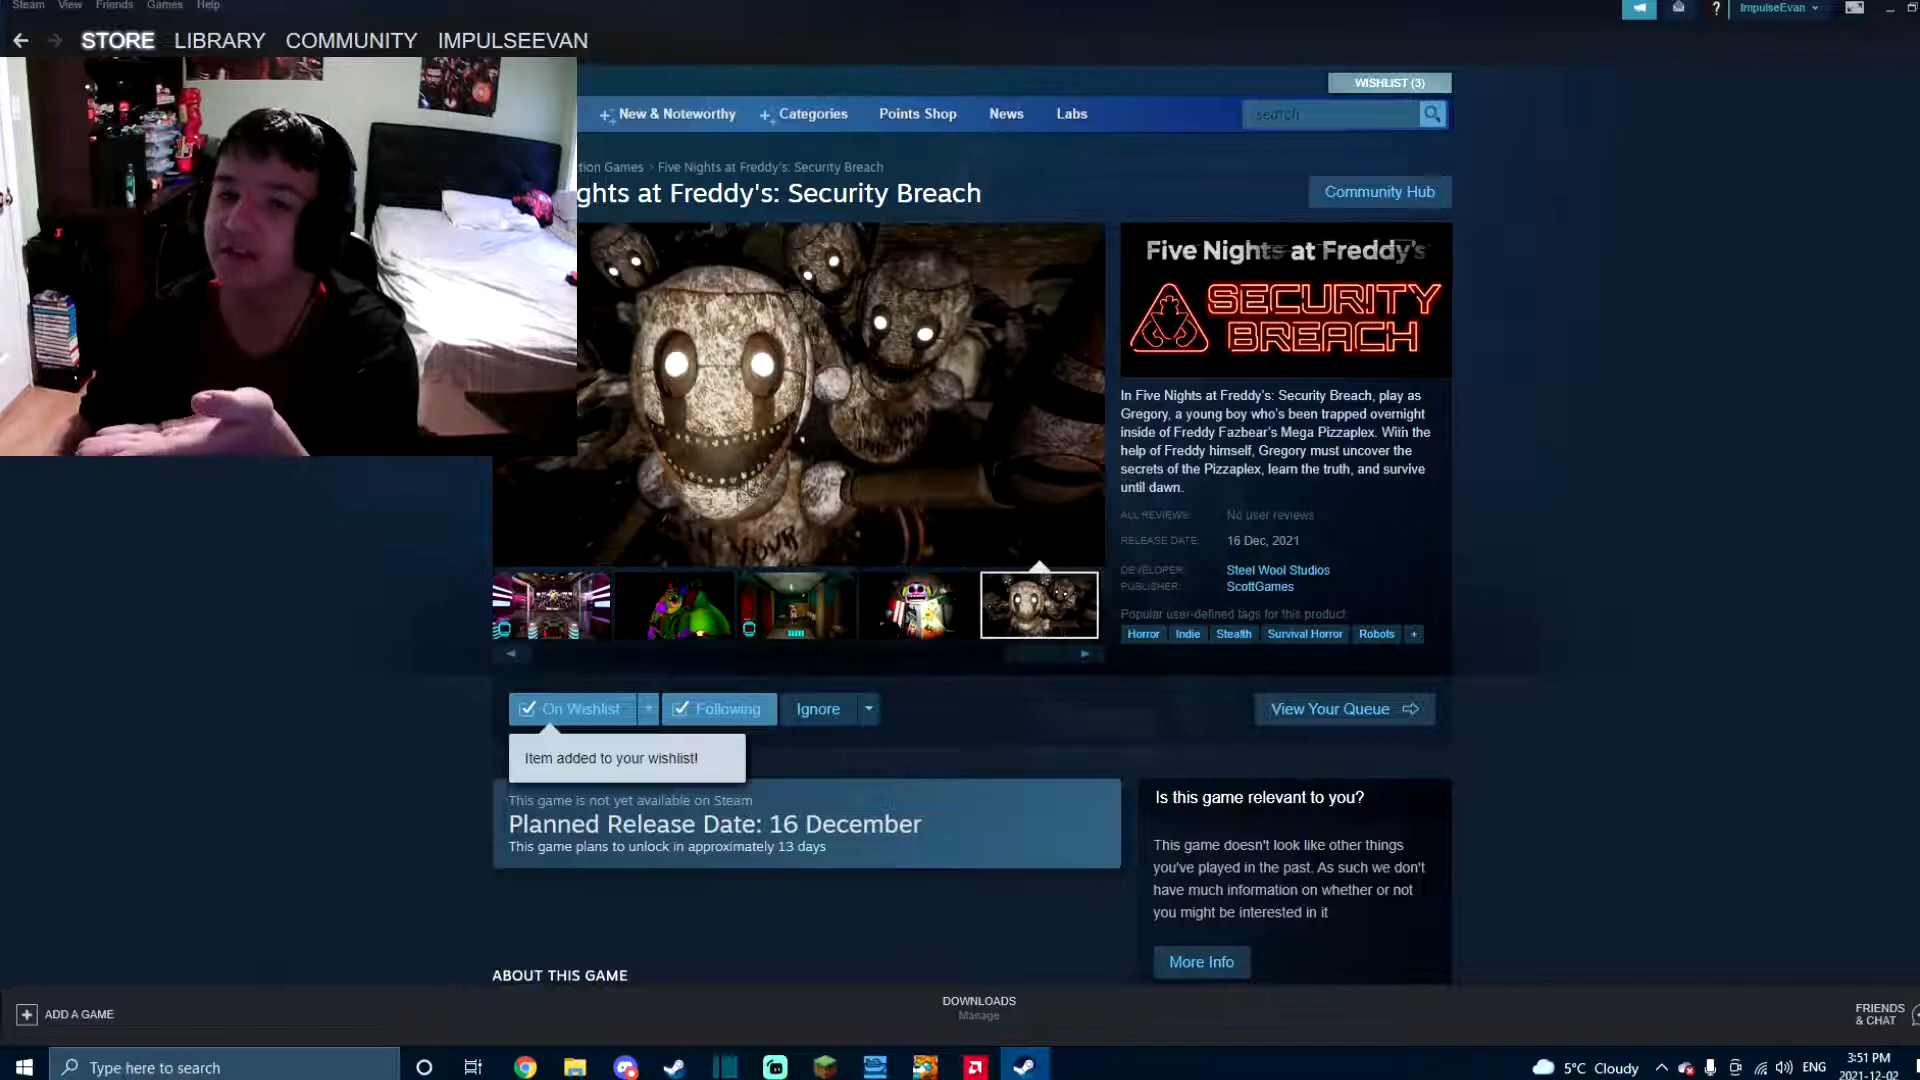 Steam View Friends Games Help
ImpulseEvan
STORE LIBRARY COMMUNITY IMPULSEEVAN
WISHLIST (3)
New & Noteworthy Categories Points Shop News Labs
search
tion Games > Five Nights at Freddy's: Security Breach
ghts at Freddy's: Security Breach
Community Hub
Five Nights at Freddy's
SECURITY
BREACH
In Five Nights at Freddy's: Security Breach, play as
Gregory, a young boy who's been trapped overnight
inside of Freddy Fazbear's Mega Pizzaplex. With the
help of Freddy himself, Gregory must uncover the
secrets of the Pizzaplex, learn the truth, and survive
until dawn.
ALL REVIEWS: No user reviews
RELEASE DATE: 16 Dec, 2021
DEVELOPER: Steel Wool Studios
PUBLISHER: ScottGames
Popular user-defined tags for this product:
Horror Indie Stealth Survival Horror Robots +
On Wishlist Following Ignore
View Your Queue
Item added to your wishlist!
This game is not yet available on Steam
Planned Release Date: 16 December
This game plans to unlock in approximately 13 days
Is this game relevant to you?
This game doesn't look like other things
you've played in the past. As such we don't
have much information on whether or not
you might be interested in it
More Info
ABOUT THIS GAME
ADD A GAME
DOWNLOADS
Manage
FRIENDS
& CHAT
Type here to search
5°C Cloudy
ENG
3:51 PM
2021-12-02